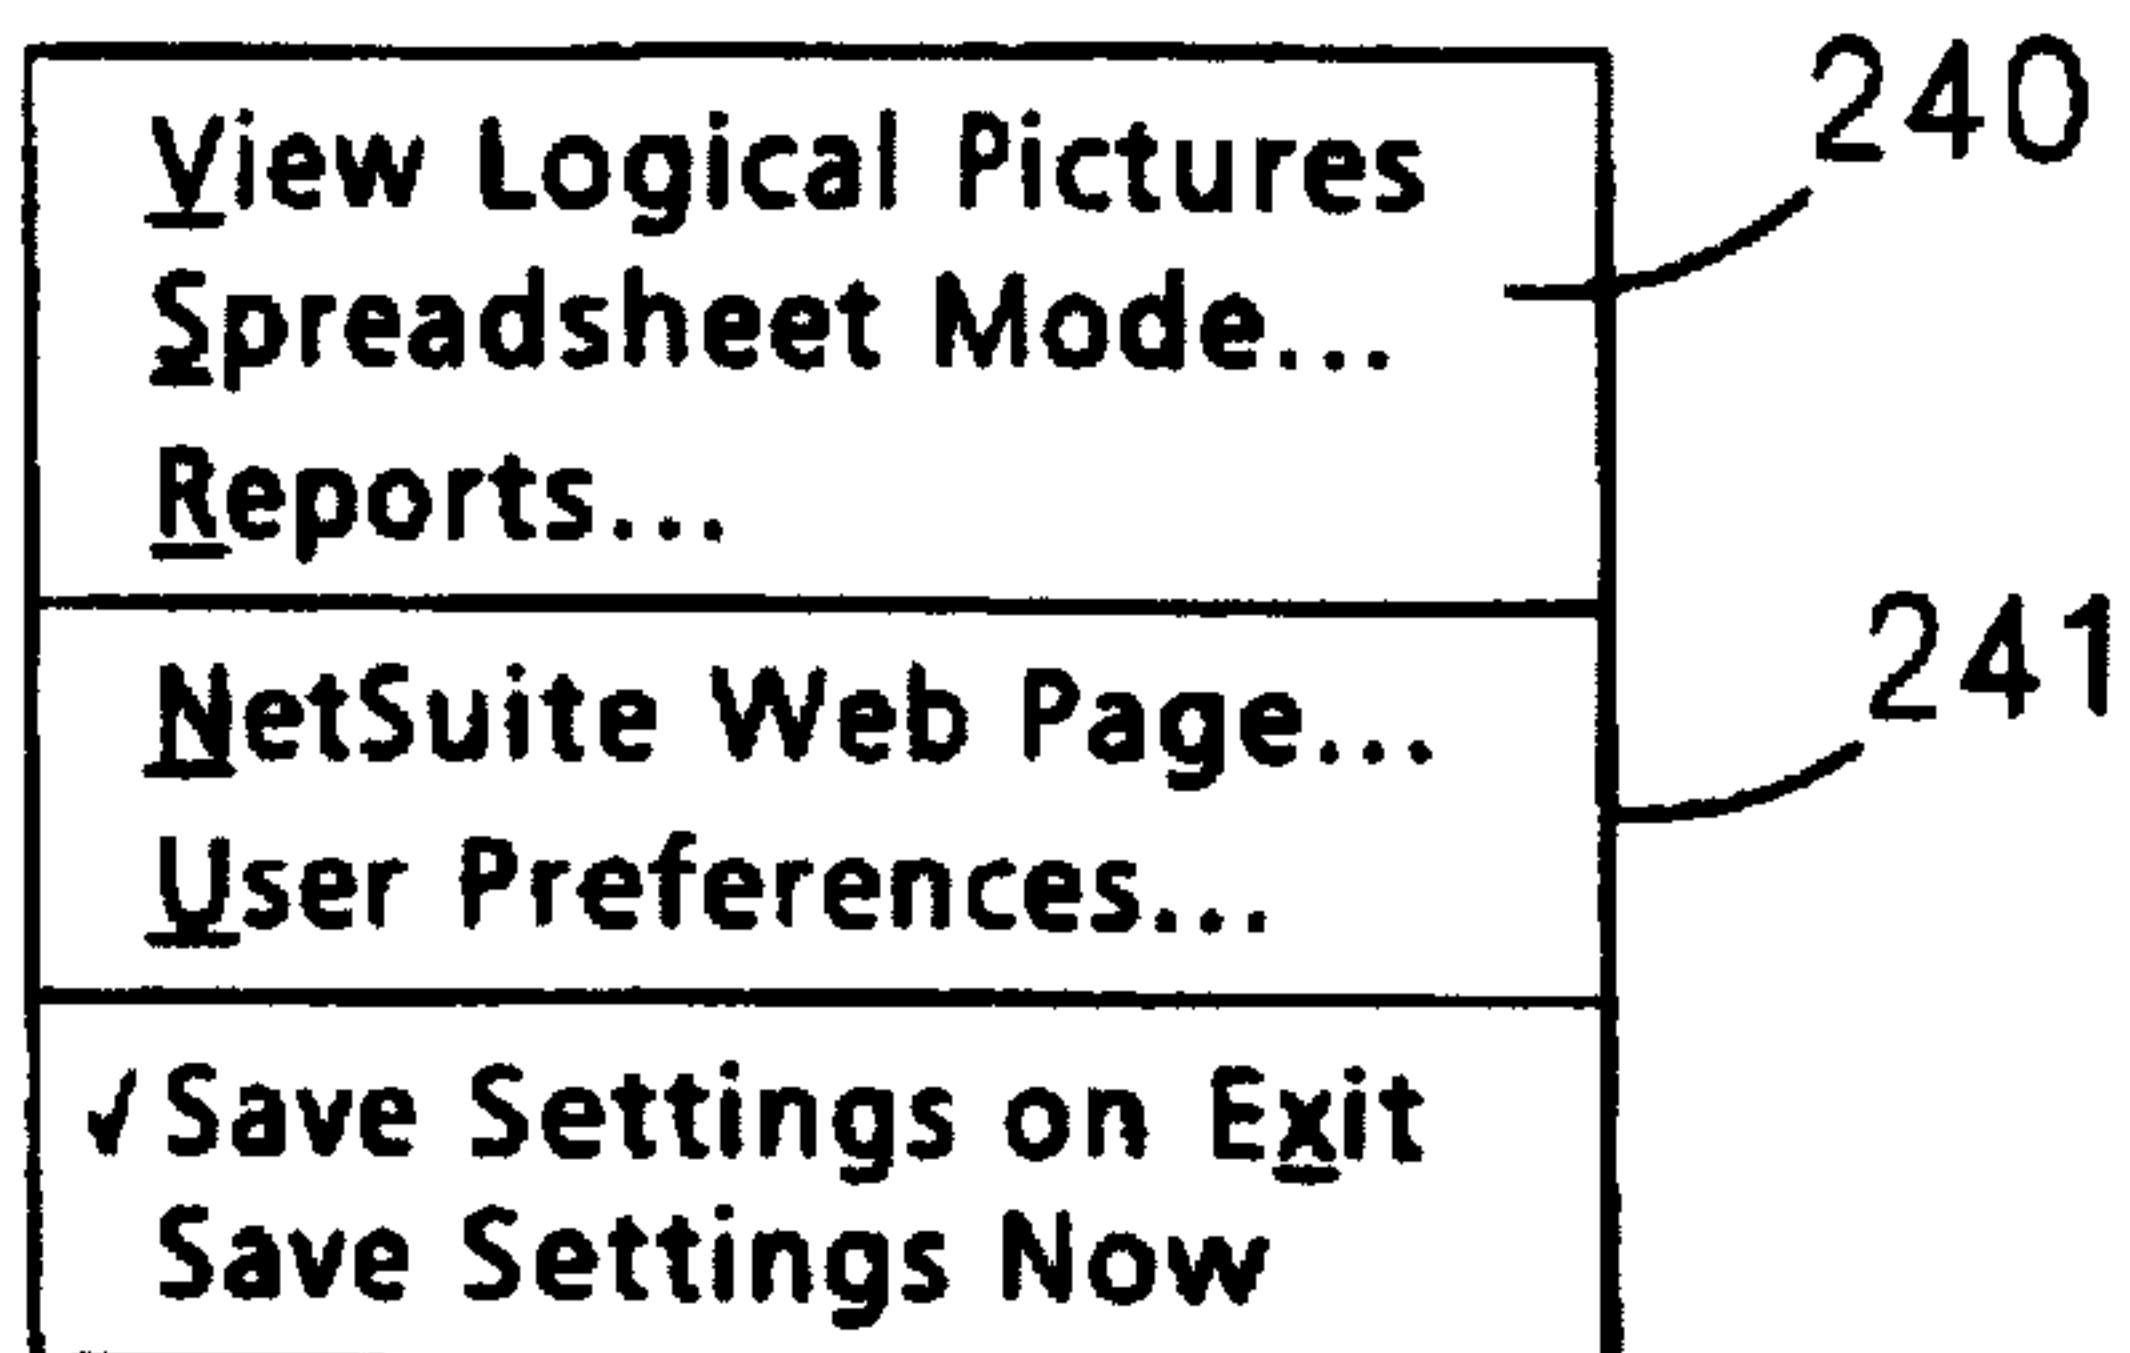 240
View Logical Pictures
Spreadsheet Mode...
Reports...
241
NetSuite Web Page...
User Preferences...
✓ Save Settings on Exit
Save Settings Now